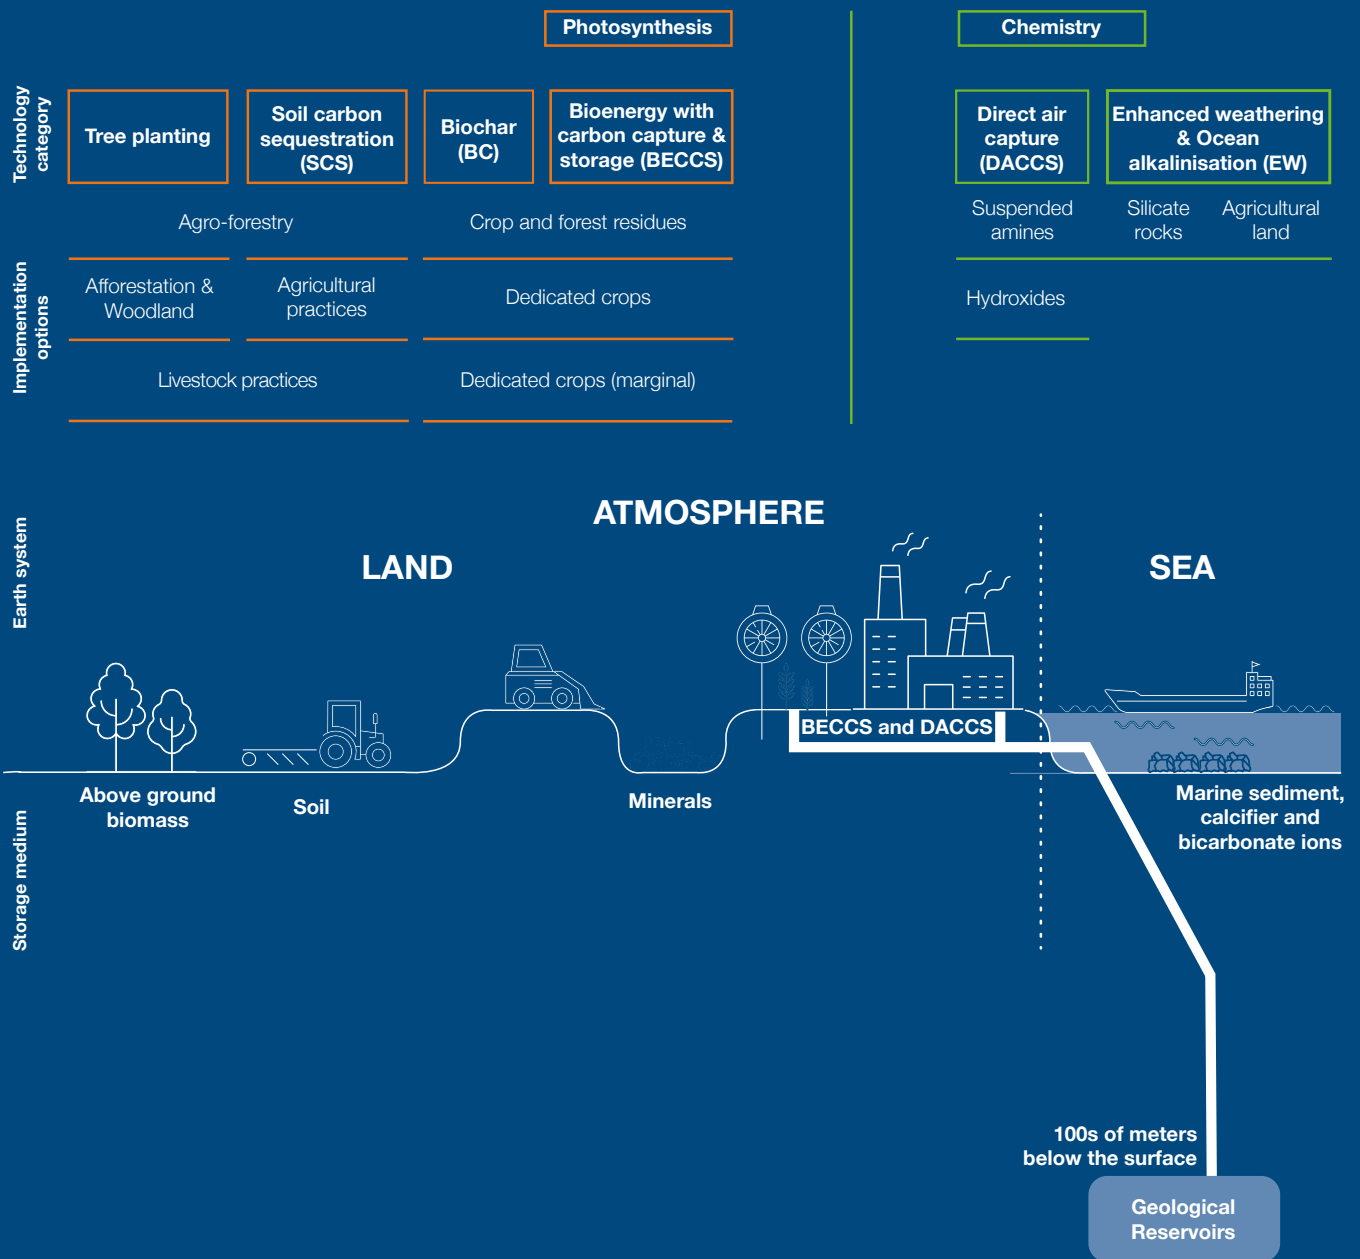 Photosynthesis
Chemistry
Technology
category
Tree planting
Soil carbon
sequestration
(SCS)
Biochar
(BC)
Bioenergy with
carbon capture &
storage (BECCS)
Direct air
capture
(DACCS)
Enhanced weathering
& Ocean
alkalinisation (EW)
Implementation
options
Agro-forestry
Crop and forest residues
Suspended
amines
Silicate
rocks
Agricultural
land
Afforestation &
Woodland
Agricultural
practices
Dedicated crops
Hydroxides
Livestock practices
Dedicated crops (marginal)
Earth system
ATMOSPHERE
LAND
SEA
BECCS and DACCS
Storage medium
Above ground
biomass
Soil
Minerals
Marine sediment,
calcifier and
bicarbonate ions
100s of meters
below the surface
Geological
Reservoirs